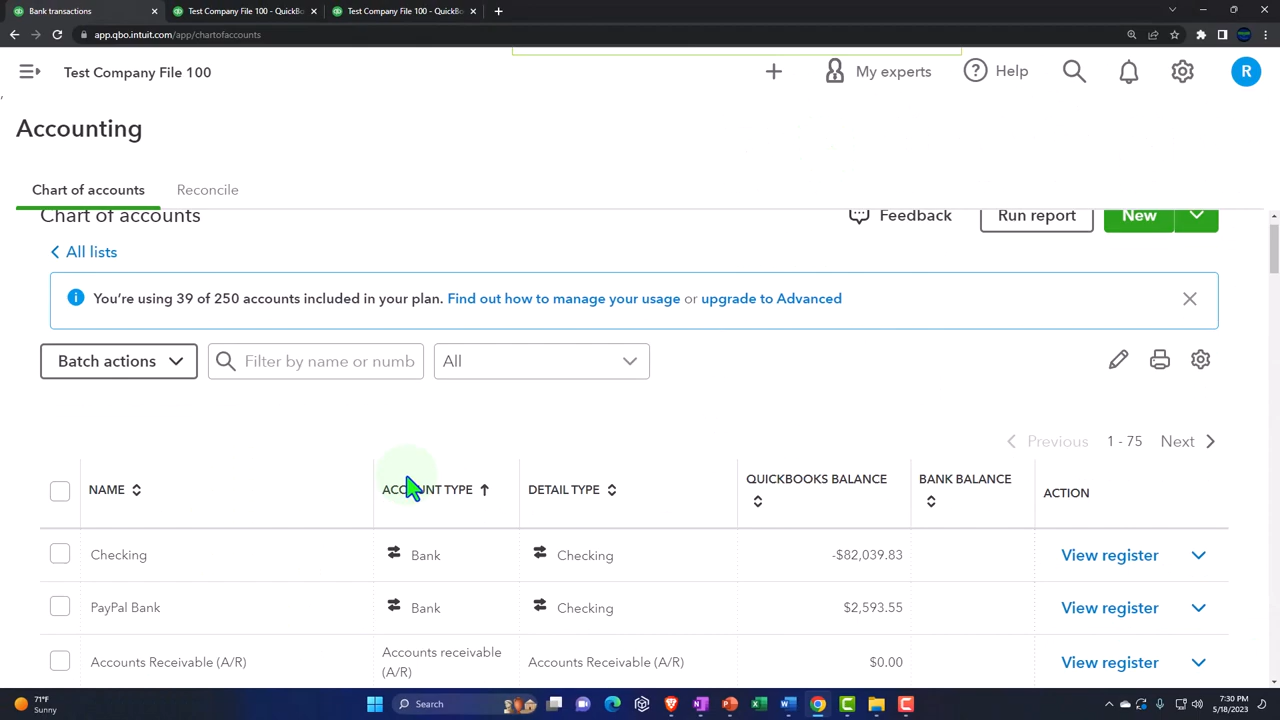 Bank transactions
Test Company File 100 - QuickBo
Test Company File 100 - QuickBo
app.qbo.intuit.com/app/chartofaccounts
Test Company File 100
My experts
Help
R
Accounting
Chart of accounts
Reconcile
Chart of accounts
Feedback
Run report
New
All lists
You're using 39 of 250 accounts included in your plan. Find out how to manage your usage or upgrade to Advanced
Batch actions
Filter by name or numb
All
Previous 1 - 75 Next
NAME
ACCOUNT TYPE
DETAIL TYPE
QUICKBOOKS BALANCE
BANK BALANCE
ACTION
Checking
Bank
Checking
-$82,039.83
View register
PayPal Bank
Bank
Checking
$2,593.55
View register
Accounts Receivable (A/R)
Accounts receivable
(A/R)
Accounts Receivable (A/R)
$0.00
View register
71°F
Sunny
Search
7:30 PM
5/18/2023